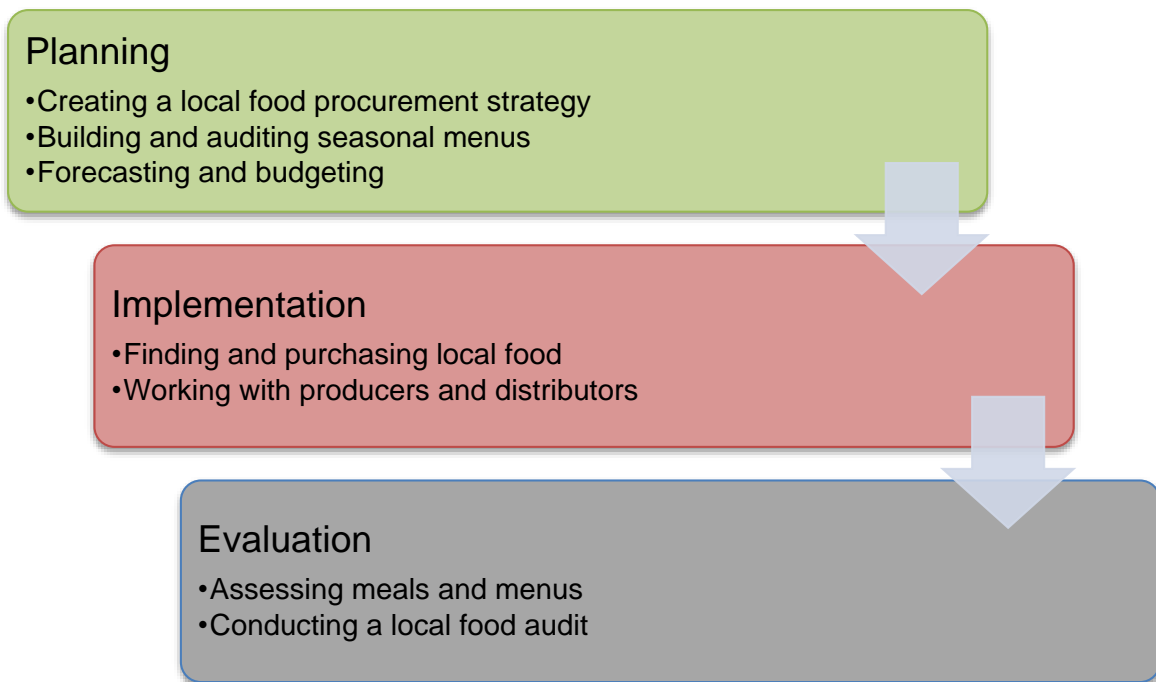 Planning
•Creating a local food procurement strategy
•Building and auditing seasonal menus
•Forecasting and budgeting
Implementation
•Finding and purchasing local food
•Working with producers and distributors
Evaluation
•Assessing meals and menus
•Conducting a local food audit